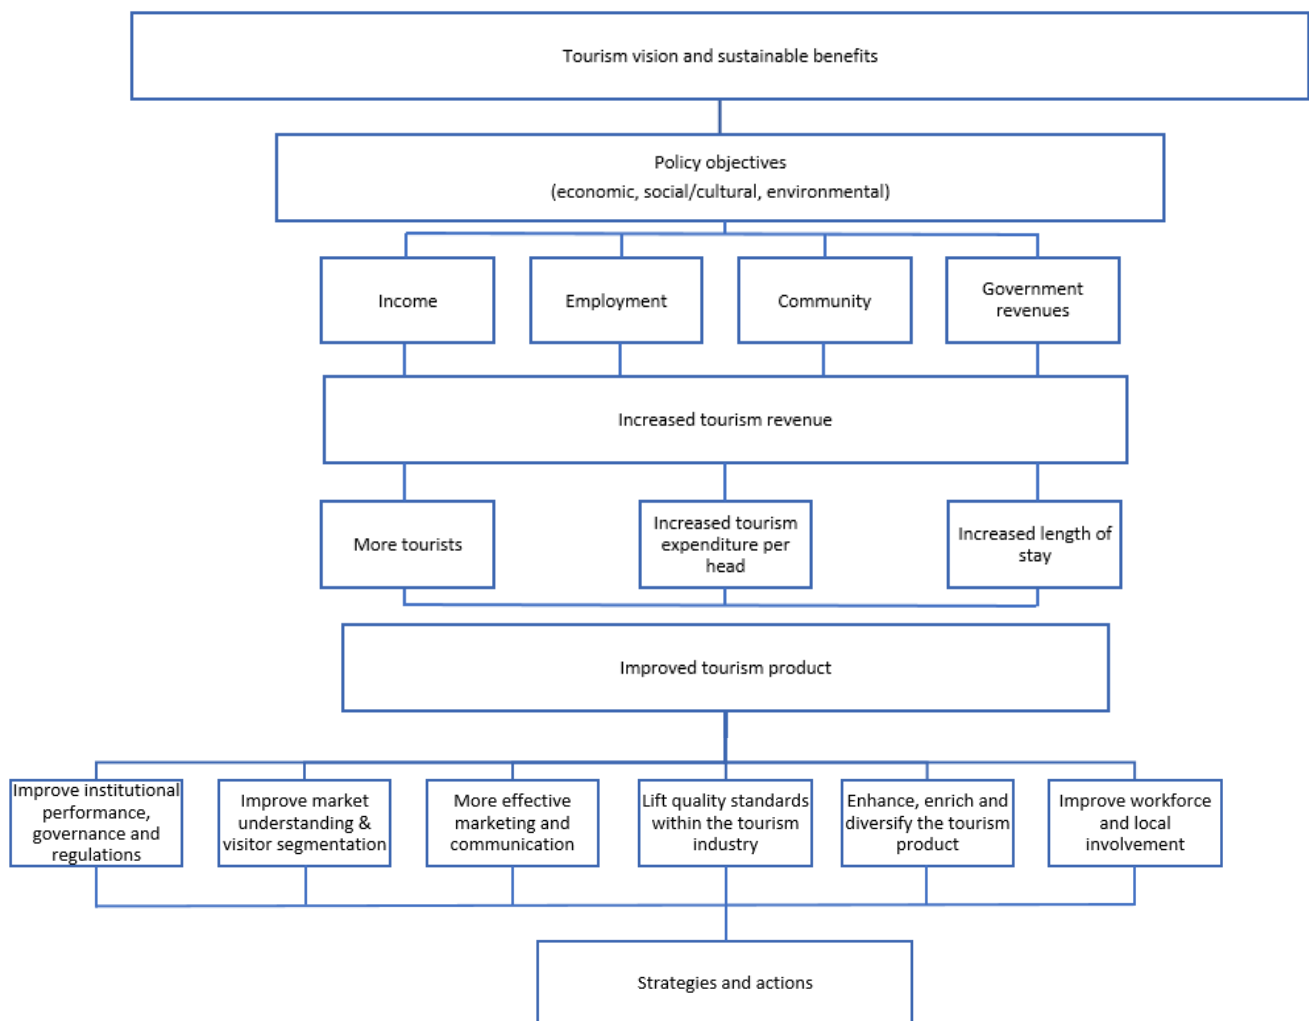 Tourism vision and sustainable benefits
Policy objectives
(economic, social/cultural, environmental)
Income
Employment
Community
Government
revenues
Increased tourism revenue
More tourists
Increased tourism
expenditure per
head
Increased length of
stay
Improved tourism product
Improve institutional
performance,
governance and
regulations
Improve market
understanding &
visitor segmentation
More effective
marketing and
communication
Lift quality standards
within the tourism
industry
Enhance, enrich and
diversify the tourism
product
Improve workforce
and local
involvement
Strategies and actions